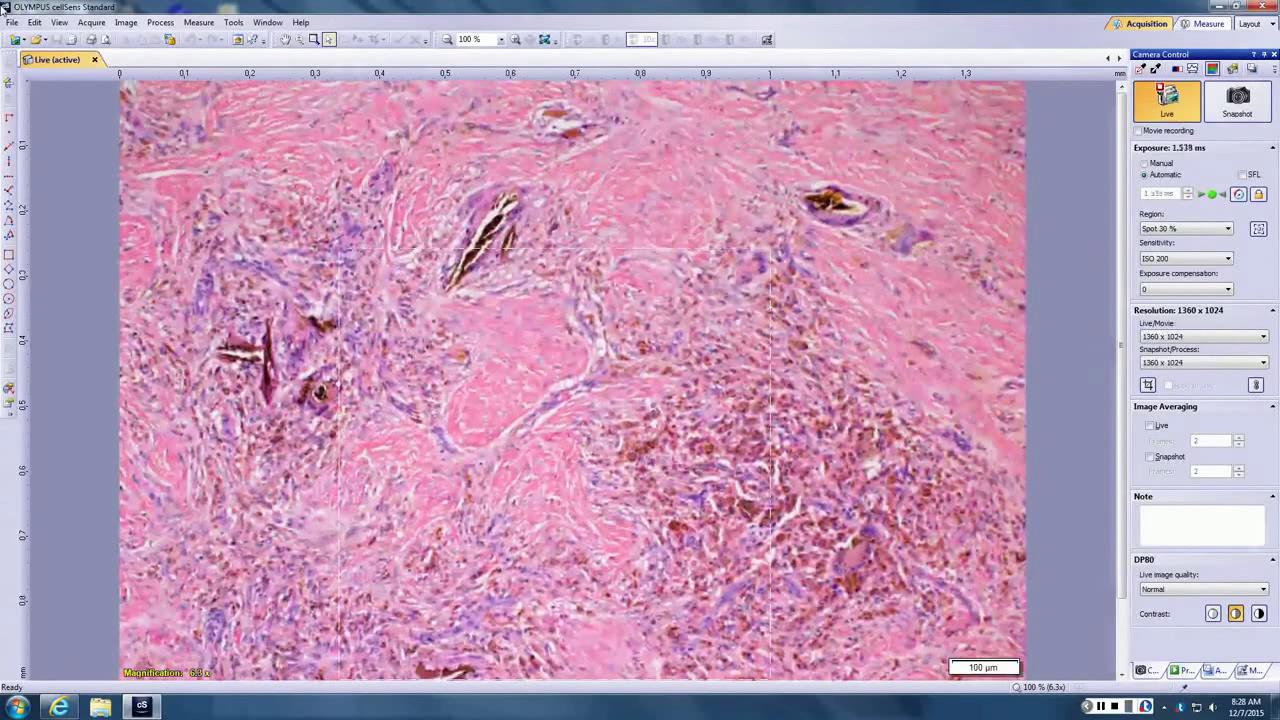 OLYMPUS cellSens Standard
File Edit View Acquire Image Process Measure Tools Window Help
Acquisition Measure Layout
100 %
10x
Live (active)
Camera Control
0 0,1 0,2 0,3 0,4 0,5 0,6 0,7 0,8 0,9 1 1,1 1,2 1,3 mm
0,1
0,2
0,3
0,4
0,5
0,6
0,7
0,8
mm
Live
Snapshot
Movie recording
Exposure: 1.538 ms
Manual
Automatic
SFL
Region:
Spot 30 %
Sensitivity:
ISO 200
Exposure compensation:
0
Resolution: 1360 x 1024
Live/Movie:
1360 x 1024
Snapshot/Process:
1360 x 1024
Image Averaging
Live
Frames: 2
Snapshot
Frames: 2
Note
DP80
Live image quality:
Normal
Contrast:
Magnification: 6.3 x
100 µm
C... Pr... A... M...
Ready
100 % (6.3x)
cS
8:28 AM
12/7/2015